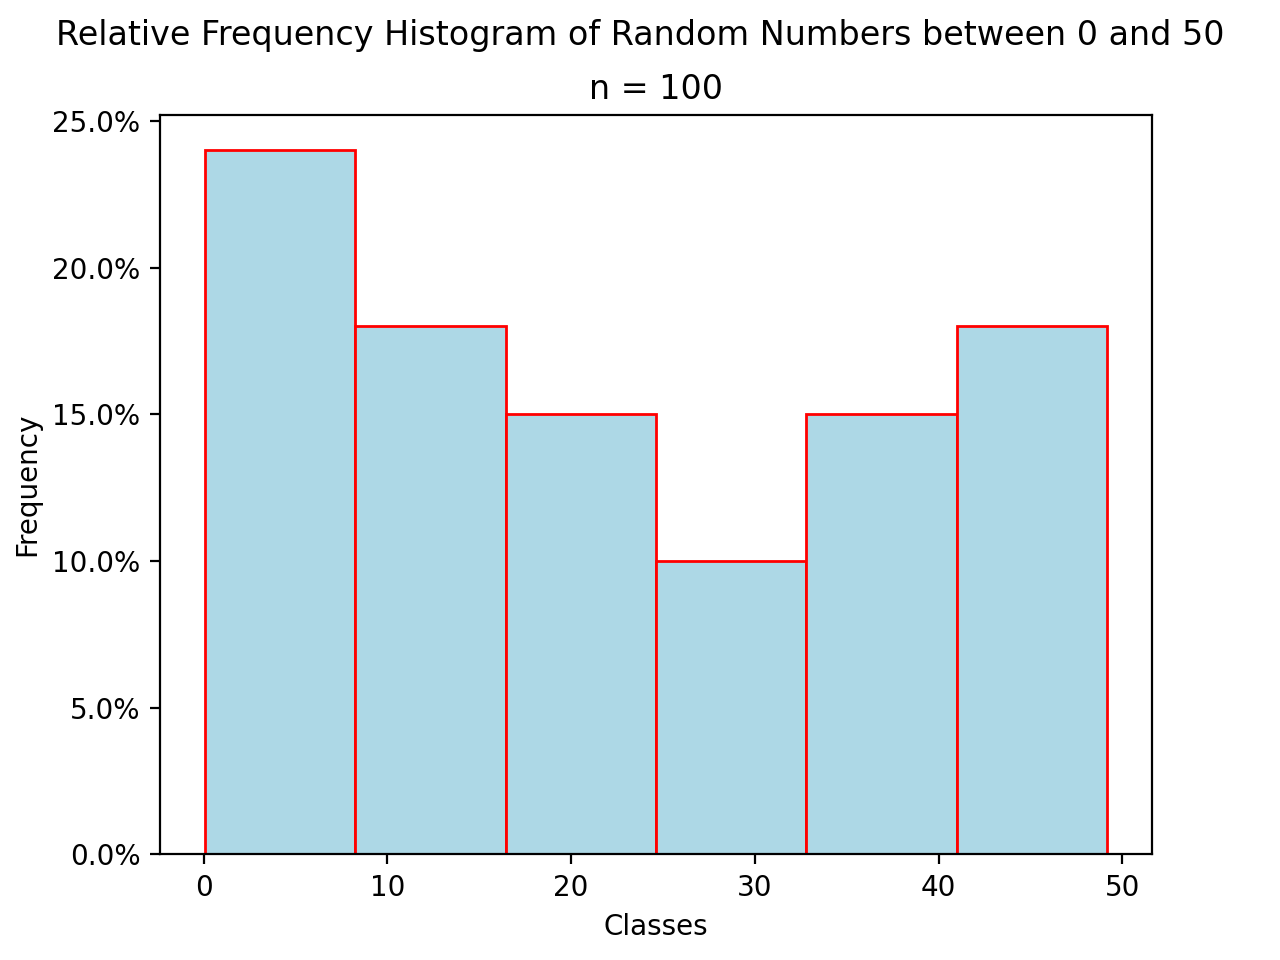 Relative Frequency Histogram of Random Numbers between 0 and 50
n = 100
25.0%
20.0%
15.0%
10.0%
5.0%
0.0%
Frequency
0 10 20 30 40 50
Classes